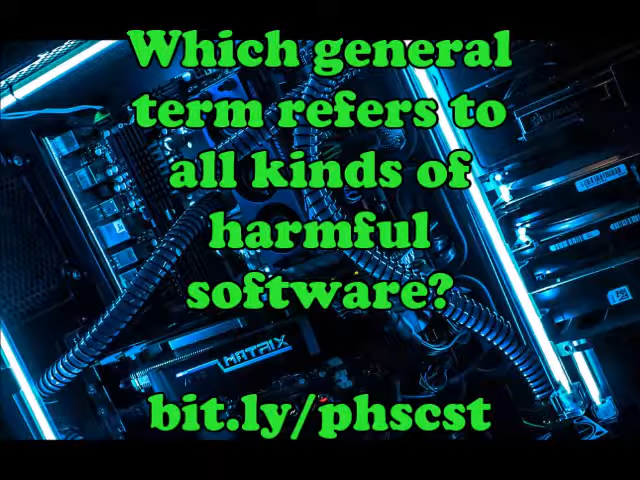 Which general
term refers to
all kinds of
harmful
software?
MATRIX
bit.ly/phscst